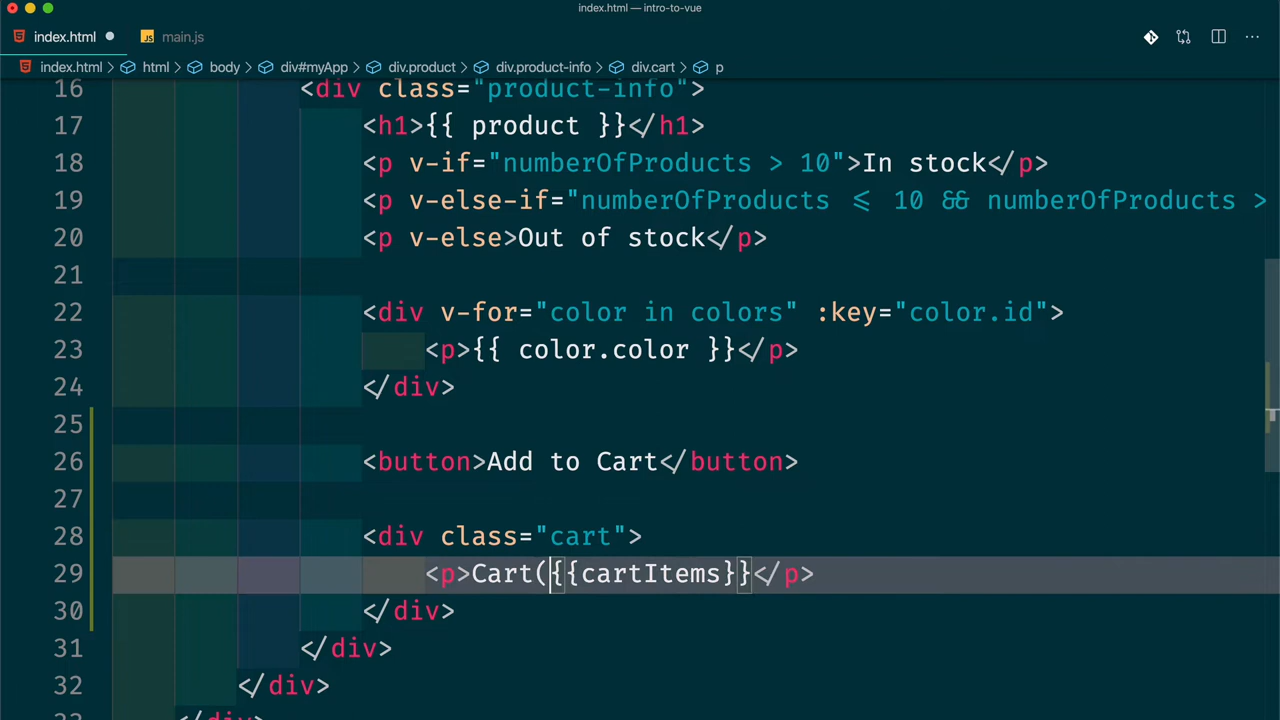 index.html — intro-to-vue
index.html main.js
index.html > html > body > div#myApp > div.product > div.product-info > div.cart > p
16 <div class="product-info">
17 <h1>{{ product }}</h1>
18 <p v-if="numberOfProducts > 10">In stock</p>
19 <p v-else-if="numberOfProducts <= 10 && numberOfProducts >
20 <p v-else>Out of stock</p>
21
22 <div v-for="color in colors" :key="color.id">
23 <p>{{ color.color }}</p>
24 </div>
25
26 <button>Add to Cart</button>
27
28 <div class="cart">
29 <p>Cart({{cartItems}}</p>
30 </div>
31 </div>
32 </div>
33 </div>